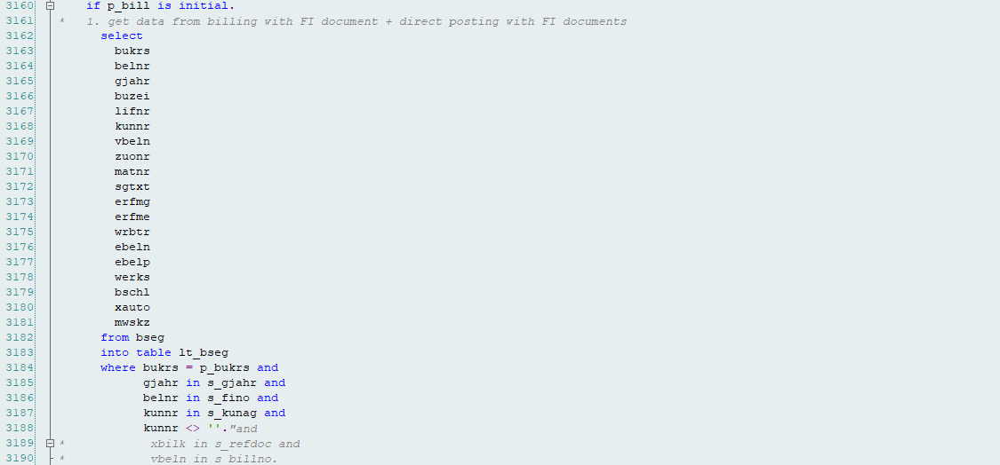 3160 if p_bill is initial.
3161 * 1. get data from billing with FI document + direct posting with FI documents
3162 select
3163 bukrs
3164 belnr
3165 gjahr
3166 buzei
3167 lifnr
3168 kunnr
3169 vbeln
3170 zuonr
3171 matnr
3172 sgtxt
3173 erfmg
3174 erfme
3175 wrbtr
3176 ebeln
3177 ebelp
3178 werks
3179 bschl
3180 xauto
3181 mwskz
3182 from bseg
3183 into table lt_bseg
3184 where bukrs = p_bukrs and
3185 gjahr in s_gjahr and
3186 belnr in s_fino and
3187 kunnr in s_kunag and
3188 kunnr <> ''."and
3189 * xbilk in s_refdoc and
3190 * vbeln in s_billno.